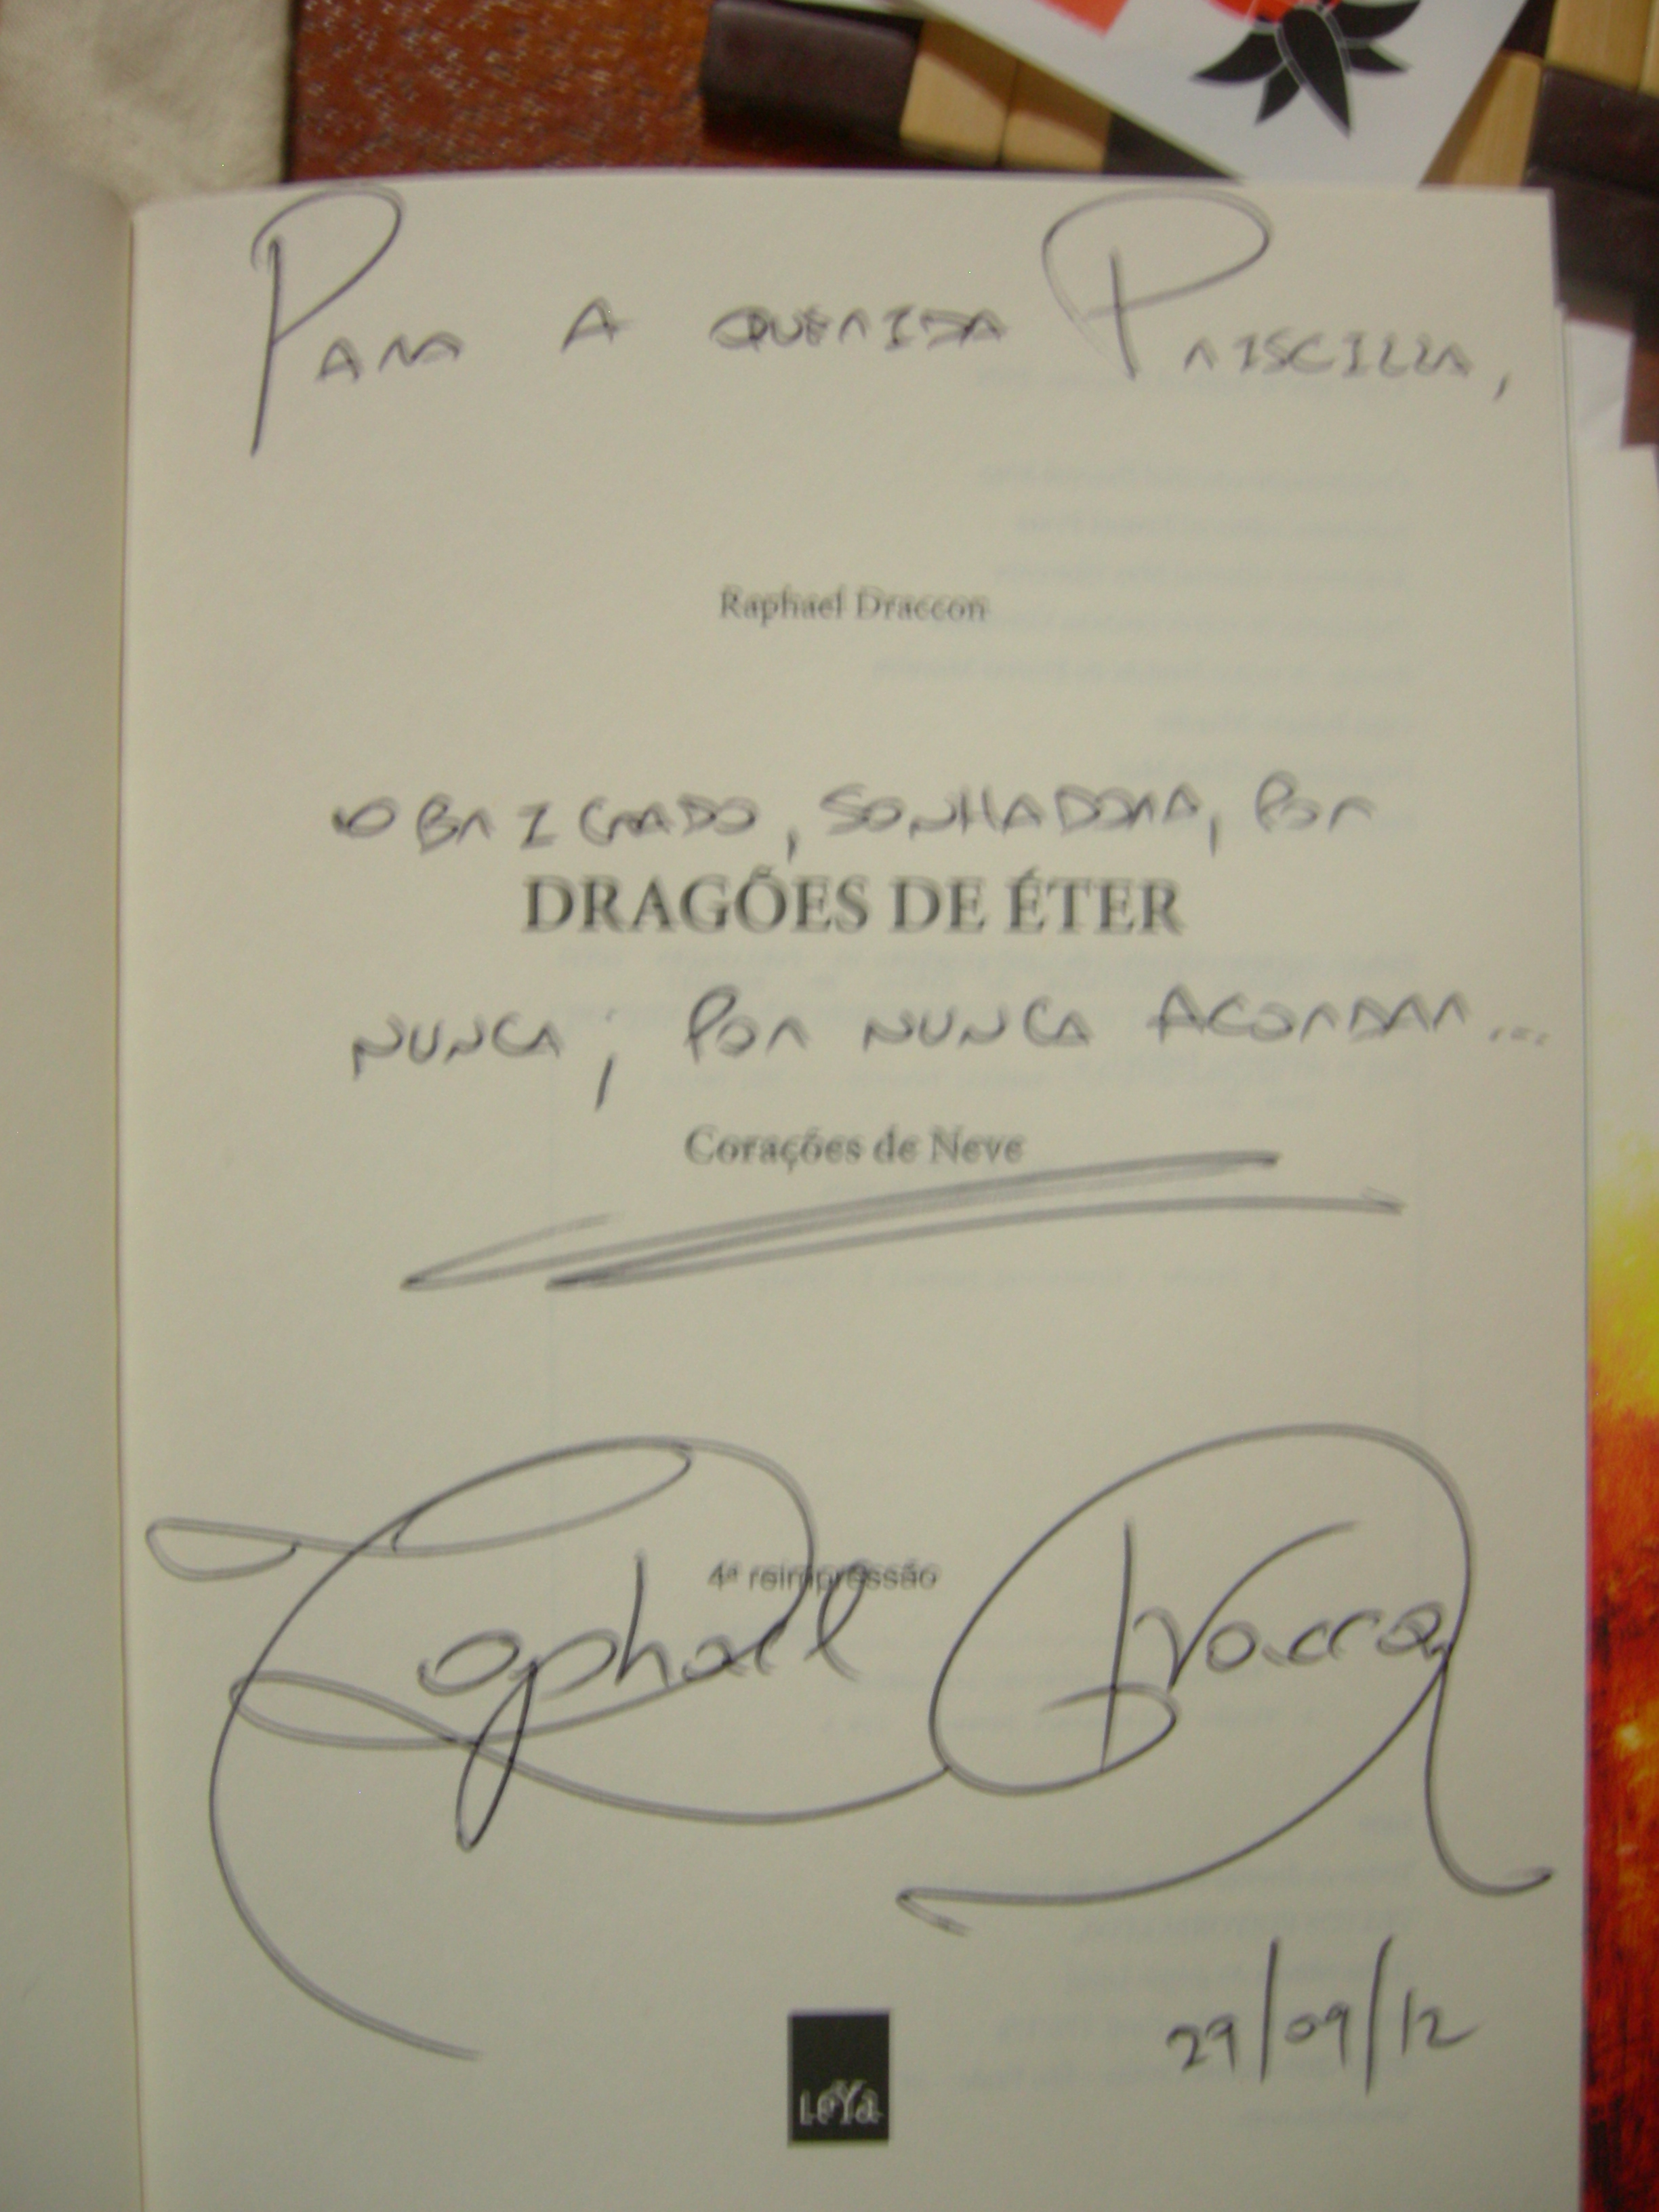 PARA A QUERIDA PRISCILLA,
Raphael Draccon
OBRIGADO, SONHADORA, POR
DRAGÕES DE ÉTER
NUNCA, POR NUNCA ACORDAR...
Corações de Neve
4ª reimpressão
Raphael Draccon
29/09/12
LeYa